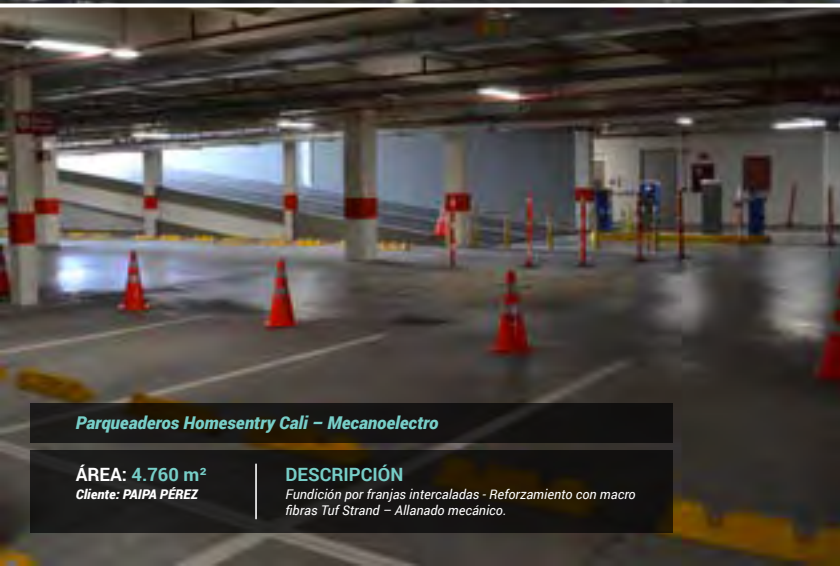 Parqueaderos Homesentry Cali – Mecanoelectro
ÁREA: 4.760 m²
Cliente: PAIPA PÉREZ
DESCRIPCIÓN
Fundición por franjas intercaladas - Reforzamiento con macro
fibras Tuf Strand – Allanado mecánico.